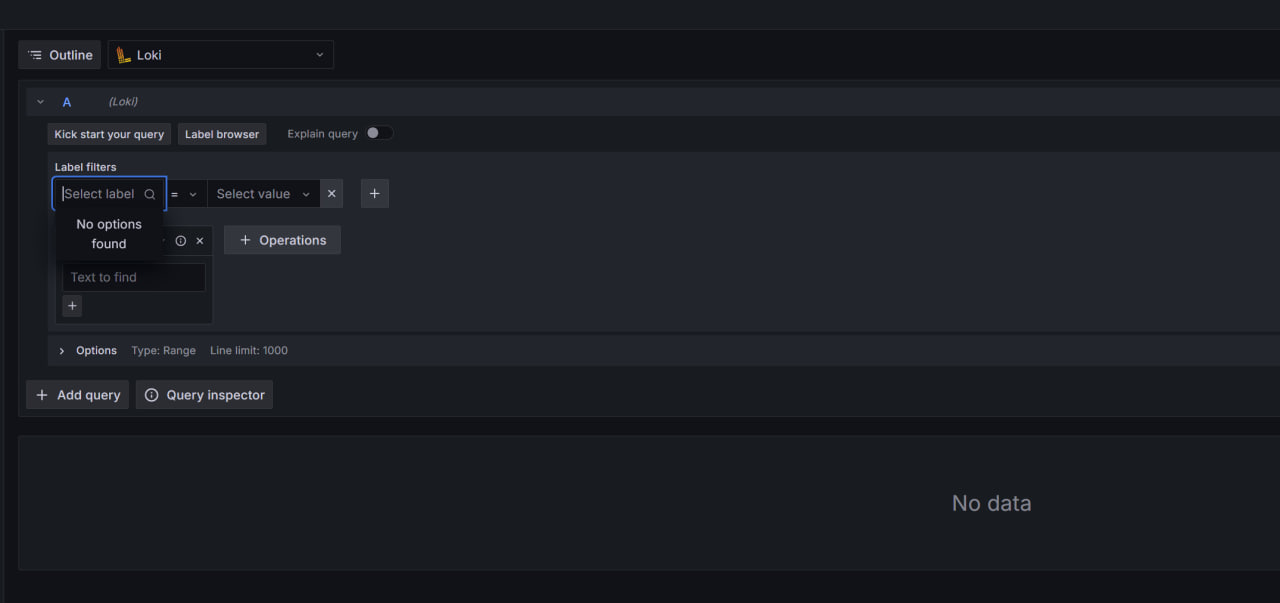 Outline
Loki
A (Loki)
Kick start your query Label browser Explain query
Label filters
Select label = Select value
No options
found
Operations
Text to find
Options Type: Range Line limit: 1000
Add query Query inspector
No data